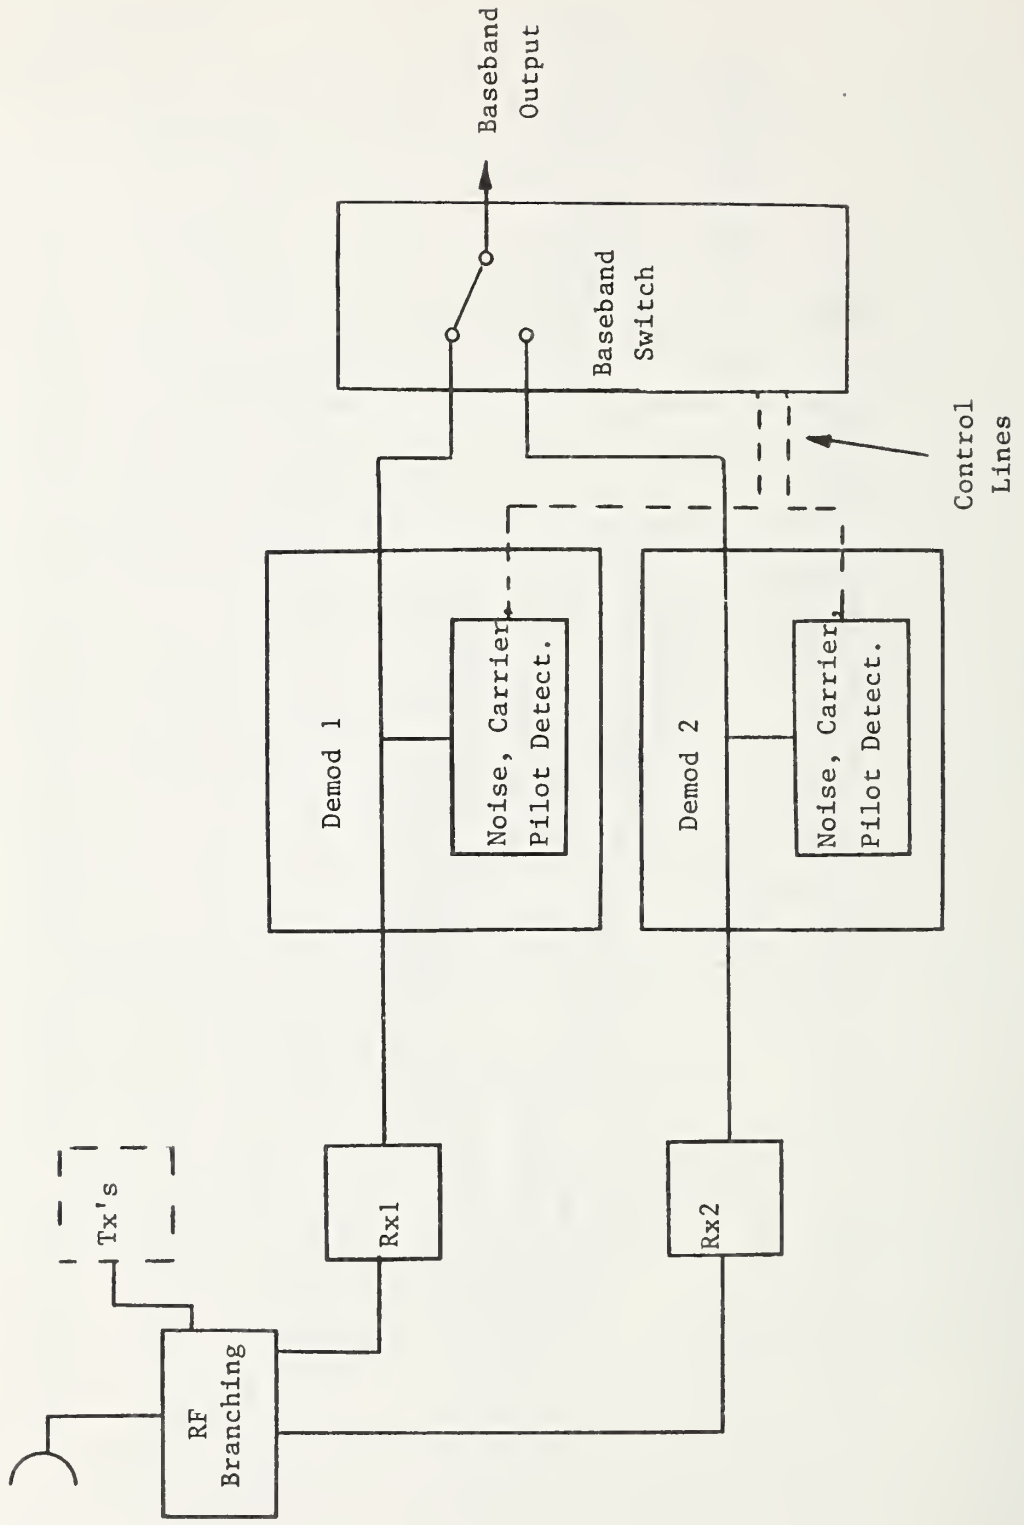 Tx's
RF
Branching
Rx1
Rx2
Demod 1
Noise, Carrier,
Pilot Detect.
Demod 2
Noise, Carrier,
Pilot Detect.
Baseband
Switch
Control
Lines
Baseband
Output